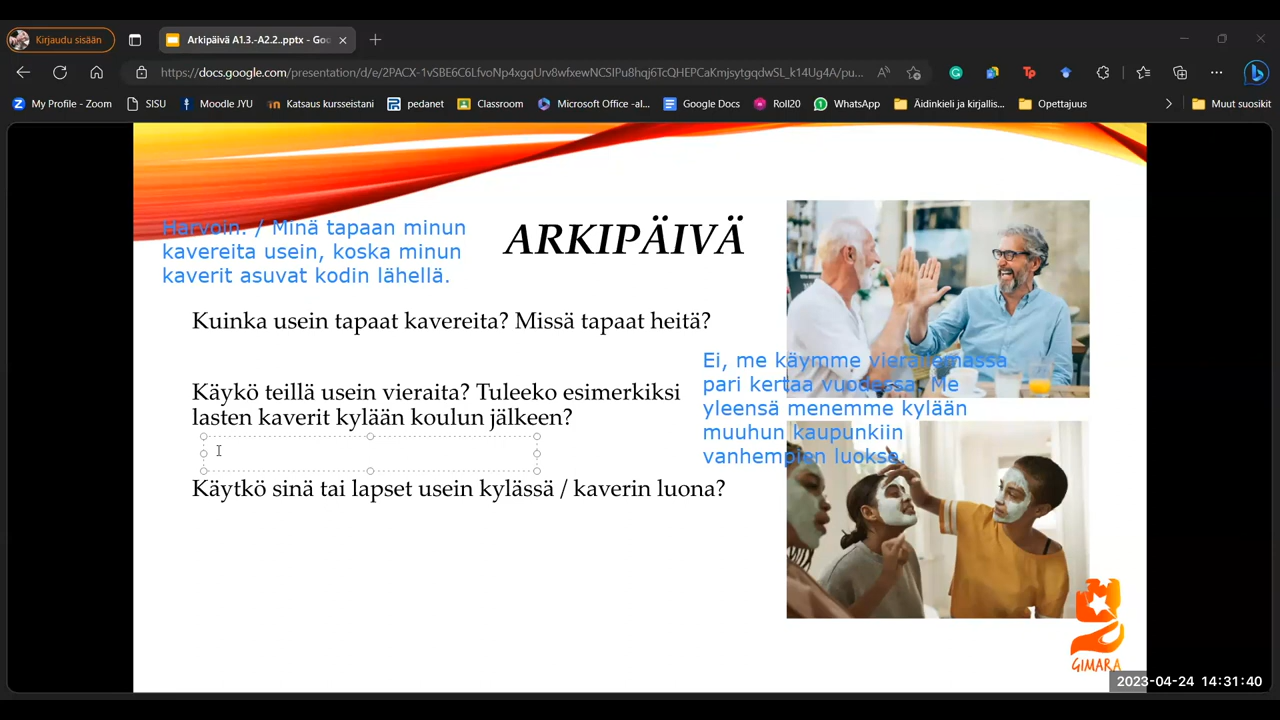 Kirjaudu sisään
Arkipäivä A1.3.-A2.2..pptx - Goo
https://docs.google.com/presentation/d/e/2PACX-1vSBE6C6LfvoNp4xgqUrv8wfxewNCSIPu8hqj6TcQHEPCaKmjsytgqdwSL_k14Ug4A/pu...
My Profile - Zoom
SISU
Moodle JYU
Katsaus kursseistani
pedanet
Classroom
Microsoft Office -al...
Google Docs
Roll20
WhatsApp
Äidinkieli ja kirjallis...
Opettajuus
Muut suosikit
Harvoin. / Minä tapaan minun
kavereita usein, koska minun
kaverit asuvat kodin lähellä.
ARKIPÄIVÄ
Kuinka usein tapaat kavereita? Missä tapaat heitä?
Käykö teillä usein vieraita? Tuleeko esimerkiksi
lasten kaverit kylään koulun jälkeen?
Ei, me käymme vierailemassa
pari kertaa vuodessa. Me
yleensä menemme kylään
muuhun kaupunkiin
vanhempien luokse.
Käytkö sinä tai lapset usein kylässä / kaverin luona?
GIMARA
2023-04-24 14:31:40